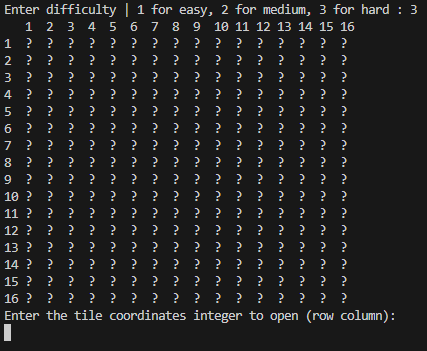 Enter difficulty | 1 for easy, 2 for medium, 3 for hard : 3
1 2 3 4 5 6 7 8 9 10 11 12 13 14 15 16
1 ? ? ? ? ? ? ? ? ? ? ? ? ? ? ? ?
2 ? ? ? ? ? ? ? ? ? ? ? ? ? ? ? ?
3 ? ? ? ? ? ? ? ? ? ? ? ? ? ? ? ?
4 ? ? ? ? ? ? ? ? ? ? ? ? ? ? ? ?
5 ? ? ? ? ? ? ? ? ? ? ? ? ? ? ? ?
6 ? ? ? ? ? ? ? ? ? ? ? ? ? ? ? ?
7 ? ? ? ? ? ? ? ? ? ? ? ? ? ? ? ?
8 ? ? ? ? ? ? ? ? ? ? ? ? ? ? ? ?
9 ? ? ? ? ? ? ? ? ? ? ? ? ? ? ? ?
10 ? ? ? ? ? ? ? ? ? ? ? ? ? ? ? ?
11 ? ? ? ? ? ? ? ? ? ? ? ? ? ? ? ?
12 ? ? ? ? ? ? ? ? ? ? ? ? ? ? ? ?
13 ? ? ? ? ? ? ? ? ? ? ? ? ? ? ? ?
14 ? ? ? ? ? ? ? ? ? ? ? ? ? ? ? ?
15 ? ? ? ? ? ? ? ? ? ? ? ? ? ? ? ?
16 ? ? ? ? ? ? ? ? ? ? ? ? ? ? ? ?
Enter the tile coordinates integer to open (row column):